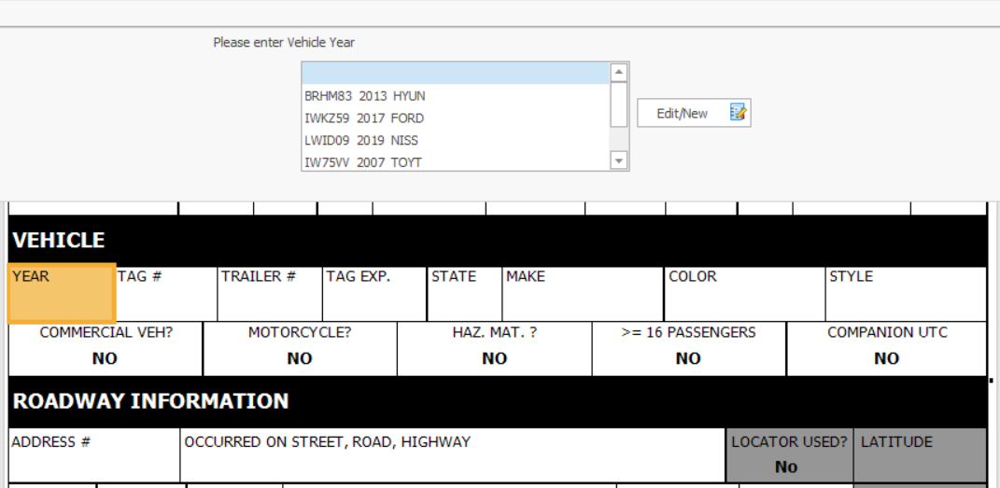 Please enter Vehicle Year
BRHM83 2013 HYUN
IWKZ59 2017 FORD
Edit/New
LWID09 2019 NISS
IW75VV 2007 TOYT
VEHICLE
YEAR TAG # TRAILER # TAG EXP. STATE MAKE COLOR STYLE
COMMERCIAL VEH? MOTORCYCLE? HAZ. MAT. ? >= 16 PASSENGERS COMPANION UTC
NO NO NO NO NO
ROADWAY INFORMATION
ADDRESS # OCCURRED ON STREET, ROAD, HIGHWAY LOCATOR USED? LATITUDE
No